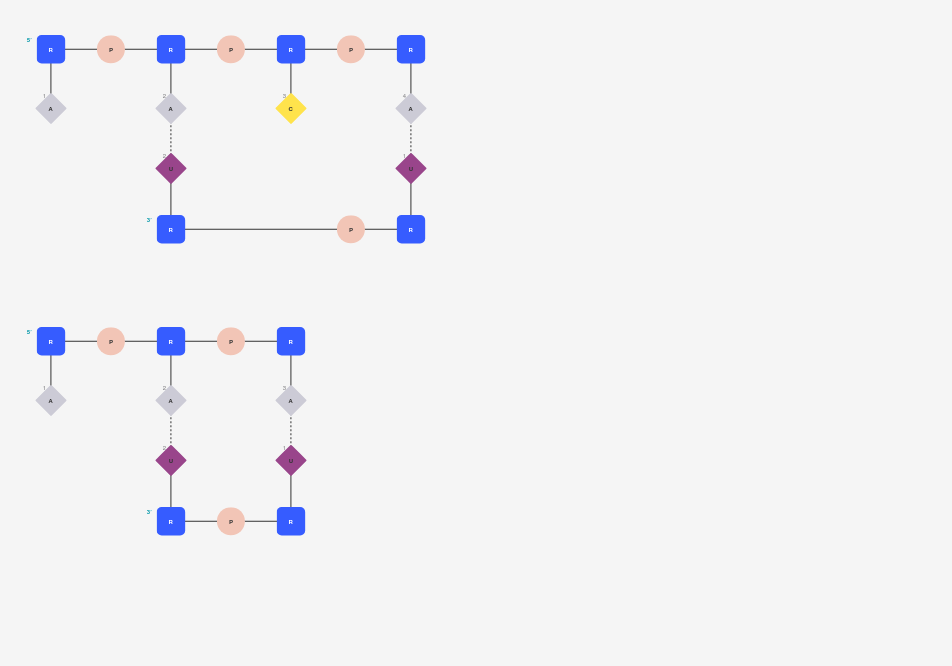 5'
R P R P R P R
1 2 3 4
A A C A
2 1
U U
3'
R P R
5'
R P R P R
1 2 3
A A A
2 1
U U
3'
R P R